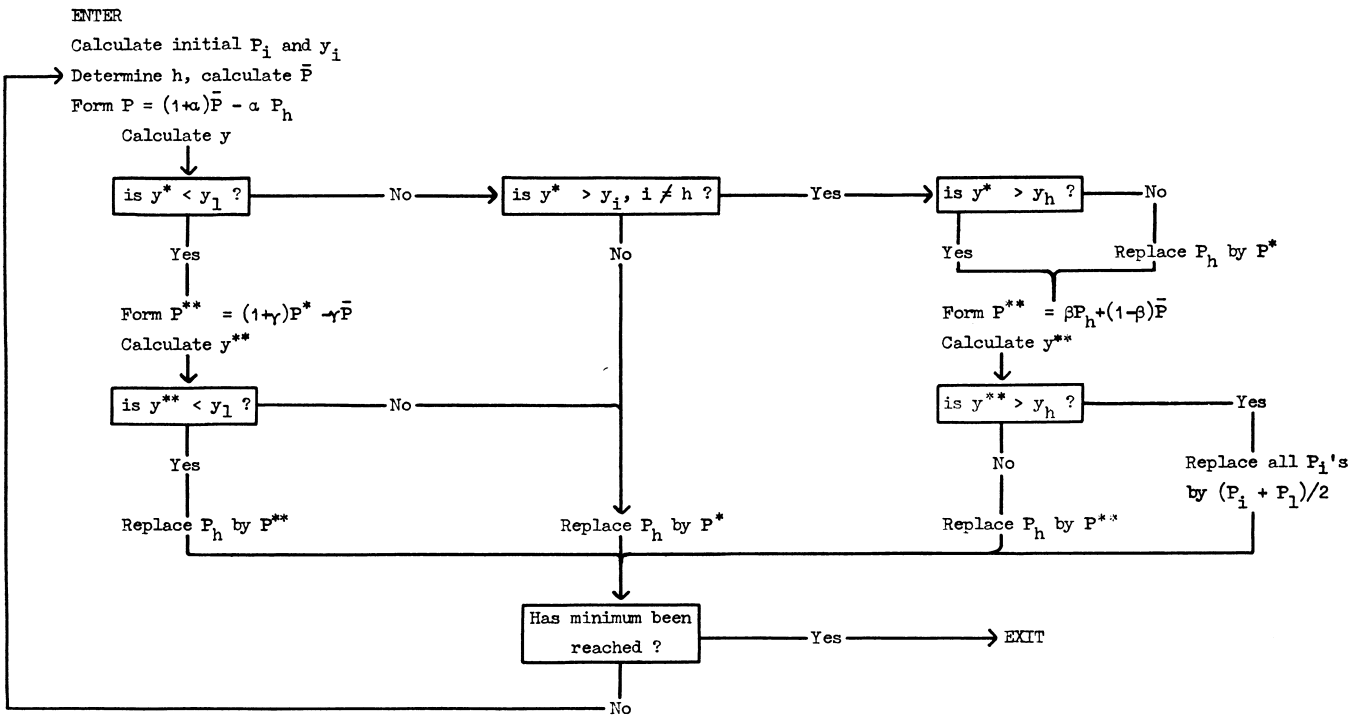 ENTER
Calculate initial P_i and y_i
Determine h, calculate P̄
Form P = (1+α)P̄ - α P_h
Calculate y
is y* < y_l ?
No
is y* > y_i, i ≠ h ?
Yes
is y* > y_h ?
No
Yes
No
Yes
Replace P_h by P*
Form P** = (1+γ)P* -γP̄
Form P** = βP_h+(1-β)P̄
Calculate y**
Calculate y**
is y** < y_l ?
No
is y** > y_h ?
Yes
Yes
No
Replace all P_i's
by (P_i + P_l)/2
Replace P_h by P**
Replace P_h by P*
Replace P_h by P**
Has minimum been
reached ?
Yes
EXIT
No